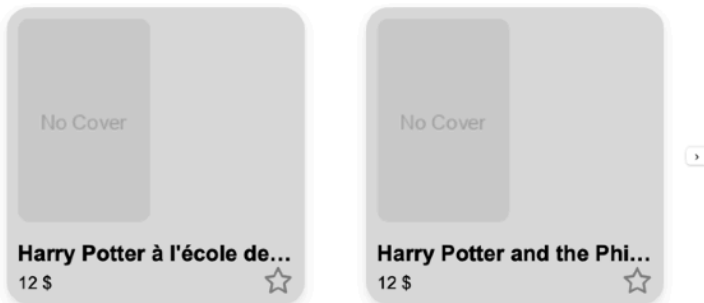 No Cover
No Cover
Harry Potter à l'école de...
Harry Potter and the Phi...
12 $
12 $